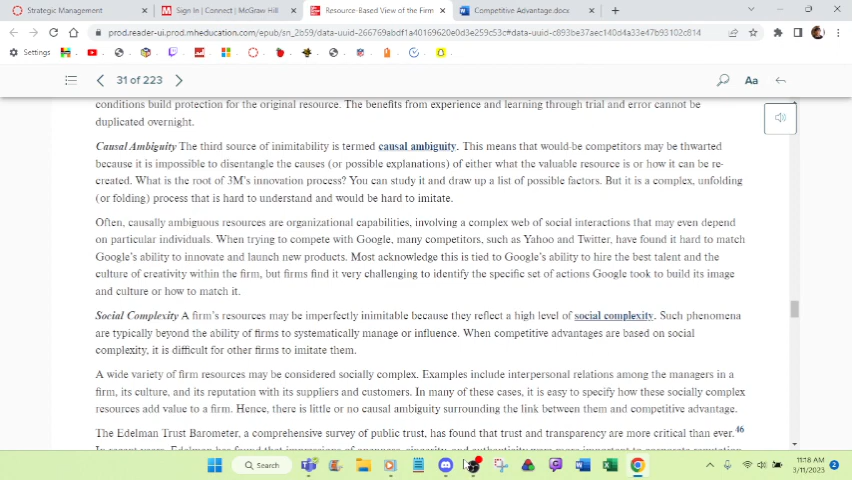 Strategic Management
Sign In | Connect | McGraw Hill
Resource-Based View of the Firm
Competitive Advantage.docx
prod.reader-ui.prod.mheducation.com/epub/sn_2b59/data-uuid-266769abdf1a40169620e0d3e259c53c#data-uuid-c893be37aec140d4a33e47b93102c814
Settings
31 of 223
Aa
conditions build protection for the original resource. The benefits from experience and learning through trial and error cannot be
duplicated overnight.
Causal Ambiguity The third source of inimitability is termed causal ambiguity. This means that would-be competitors may be thwarted
because it is impossible to disentangle the causes (or possible explanations) of either what the valuable resource is or how it can be re-
created. What is the root of 3M's innovation process? You can study it and draw up a list of possible factors. But it is a complex, unfolding
(or folding) process that is hard to understand and would be hard to imitate.
Often, causally ambiguous resources are organizational capabilities, involving a complex web of social interactions that may even depend
on particular individuals. When trying to compete with Google, many competitors, such as Yahoo and Twitter, have found it hard to match
Google's ability to innovate and launch new products. Most acknowledge this is tied to Google's ability to hire the best talent and the
culture of creativity within the firm, but firms find it very challenging to identify the specific set of actions Google took to build its image
and culture or how to match it.
Social Complexity A firm's resources may be imperfectly inimitable because they reflect a high level of social complexity. Such phenomena
are typically beyond the ability of firms to systematically manage or influence. When competitive advantages are based on social
complexity, it is difficult for other firms to imitate them.
A wide variety of firm resources may be considered socially complex. Examples include interpersonal relations among the managers in a
firm, its culture, and its reputation with its suppliers and customers. In many of these cases, it is easy to specify how these socially complex
resources add value to a firm. Hence, there is little or no causal ambiguity surrounding the link between them and competitive advantage.
The Edelman Trust Barometer, a comprehensive survey of public trust, has found that trust and transparency are more critical than ever.46
Search
11:18 AM
3/11/2023